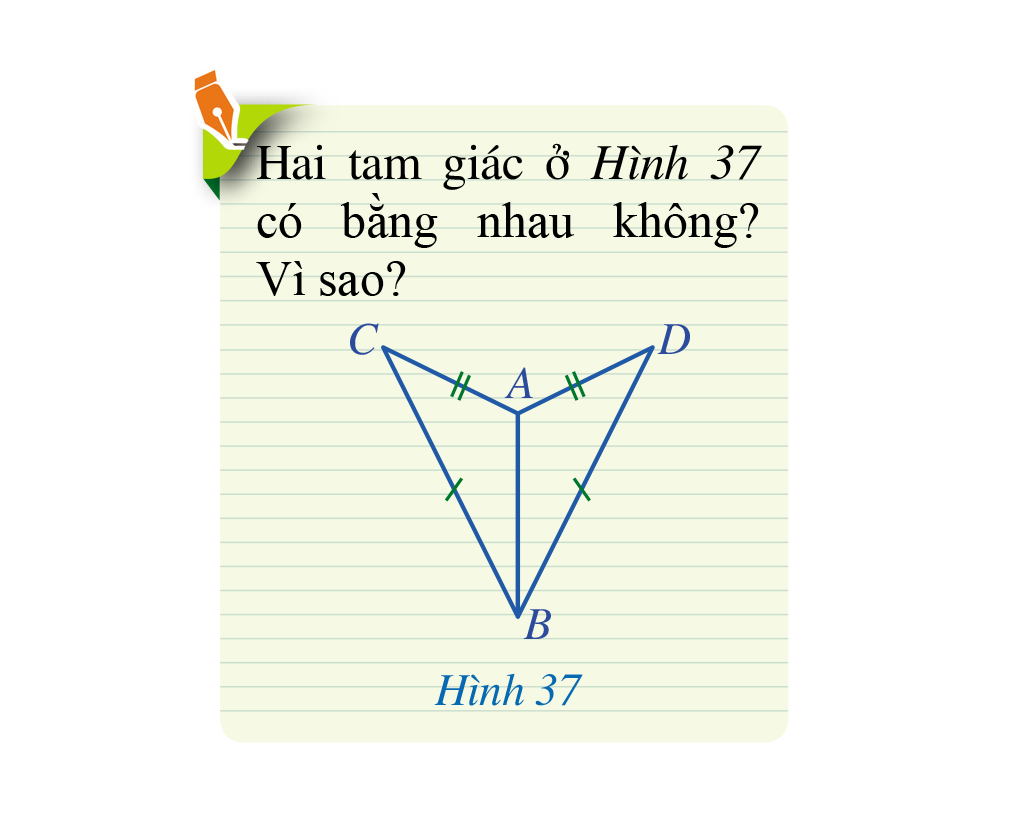 Hai tam giác ở Hình 37
có bằng nhau không?
Vì sao?
C
D
A
B
Hình 37